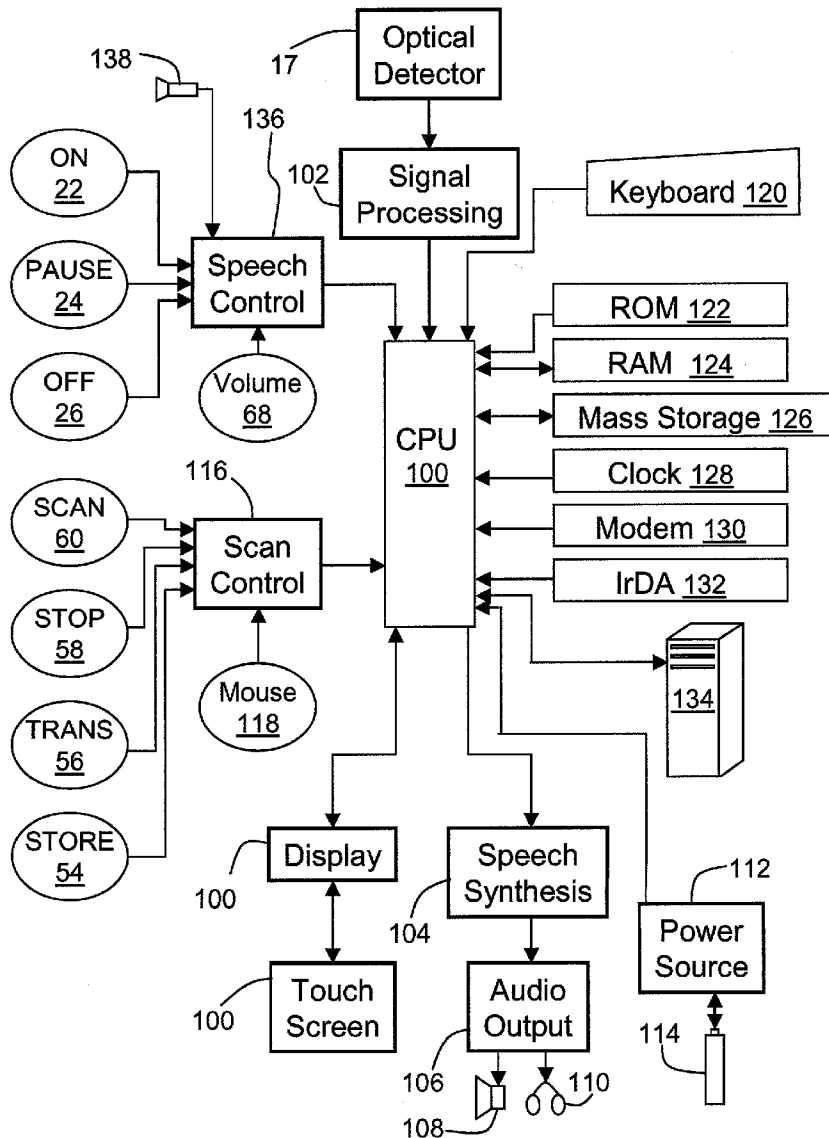 17
Optical
Detector
138
136
ON
22
102
Signal
Processing
Keyboard 120
PAUSE
24
Speech
Control
ROM 122
RAM 124
OFF
26
Volume
68
Mass Storage 126
CPU
100
Clock 128
SCAN
60
116
Scan
Control
Modem 130
IrDA 132
STOP
58
Mouse
118
134
TRANS
56
STORE
54
100
Display
104
Speech
Synthesis
112
Power
Source
100
Touch
Screen
106
Audio
Output
108
110
114